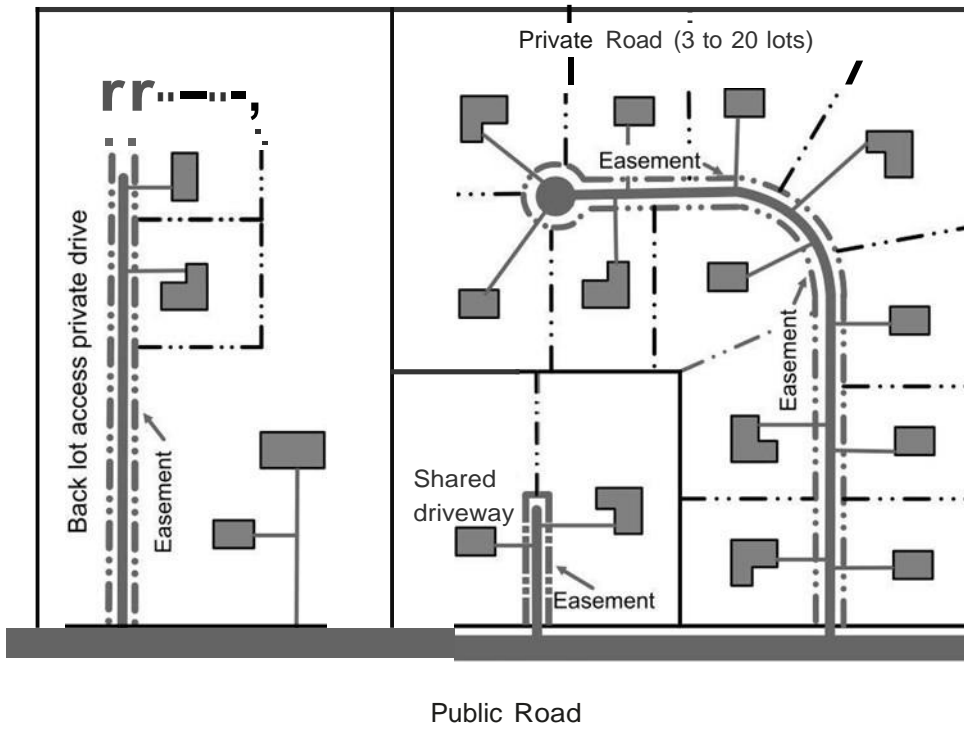 Private Road (3 to 20 lots)
Easement
Back lot access private drive
Easement
Easement
Shared
driveway
Easement
Public Road